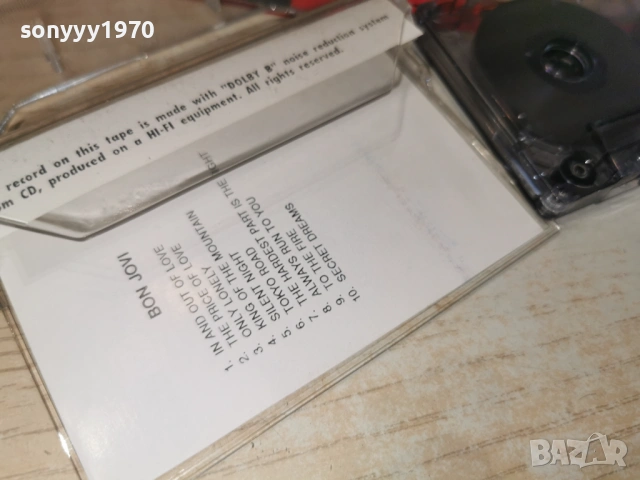 sonyyy1970
record on this tape is made with "DOLBY B" noise reduction system
CD, produced on a HI-FI equipment. All rights reserved.
BON JOVI
1. IN AND OUT OF LOVE
2. THE PRICE OF LOVE
3. ONLY LONELY
4. KING OF THE MOUNTAIN
5. SILENT NIGHT
6. TOKYO ROAD
7. THE HARDEST PART IS THE NIGHT
8. ALWAYS RUN TO YOU
9. TO THE FIRE
10. SECRET DREAMS
BAZAR